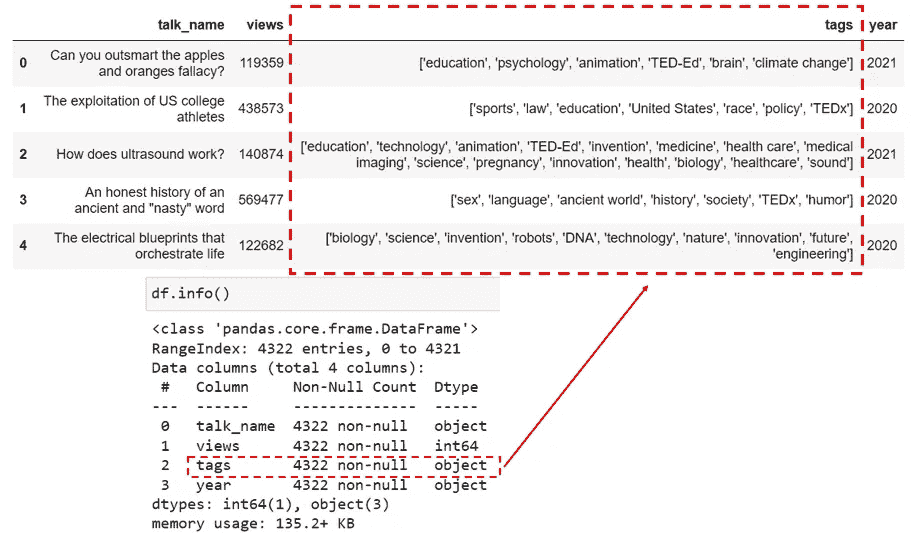 talk_name views tags year
0 Can you outsmart the apples
and oranges fallacy? 119359 ['education', 'psychology', 'animation', 'TED-Ed', 'brain', 'climate change'] 2021
1 The exploitation of US college
athletes 438573 ['sports', 'law', 'education', 'United States', 'race', 'policy', 'TEDx'] 2020
2 How does ultrasound work? 140874 ['education', 'technology', 'animation', 'TED-Ed', 'invention', 'medicine', 'health care', 'medical
imaging', 'science', 'pregnancy', 'innovation', 'health', 'biology', 'healthcare', 'sound'] 2021
3 An honest history of an
ancient and "nasty" word 569477 ['sex', 'language', 'ancient world', 'history', 'society', 'TEDx', 'humor'] 2020
4 The electrical blueprints that
orchestrate life 122682 ['biology', 'science', 'invention', 'robots', 'DNA', 'technology', 'nature', 'innovation', 'future',
'engineering'] 2020
df.info()
<class 'pandas.core.frame.DataFrame'>
RangeIndex: 4322 entries, 0 to 4321
Data columns (total 4 columns):
# Column Non-Null Count Dtype
--- ------ -------------- -----
0 talk_name 4322 non-null object
1 views 4322 non-null int64
2 tags 4322 non-null object
3 year 4322 non-null object
dtypes: int64(1), object(3)
memory usage: 135.2+ KB